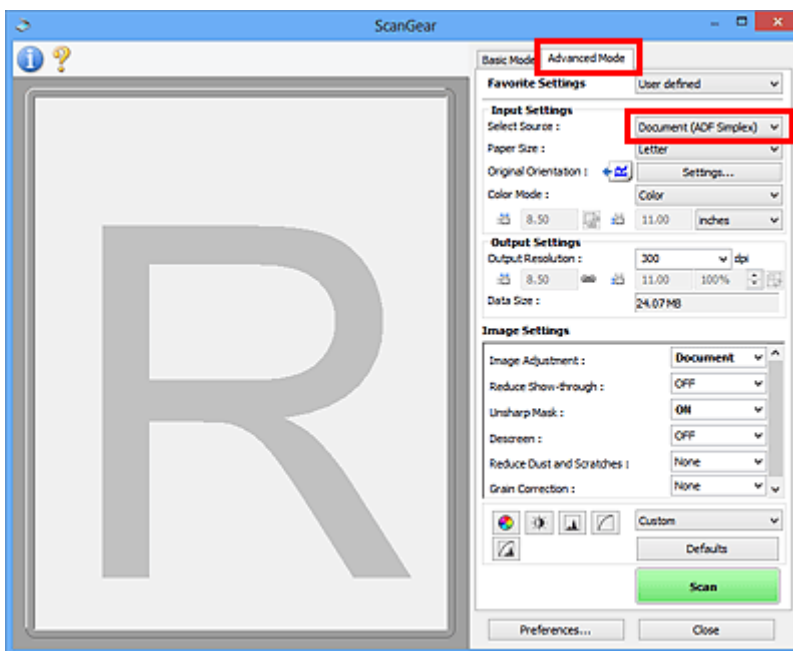 ScanGear
Basic Mode Advanced Mode
Favorite Settings User defined
Input Settings
Select Source : Document (ADF Simplex)
Paper Size : Letter
Original Orientation : Settings...
Color Mode : Color
8.50 11.00 inches
Output Settings
Output Resolution : 300 dpi
8.50 11.00 100%
Data Size : 24.07MB
Image Settings
Image Adjustment : Document
Reduce Show-through : OFF
Unsharp Mask : ON
Descreen : OFF
Reduce Dust and Scratches : None
Grain Correction : None
Custom
Defaults
Scan
Preferences... Close
R